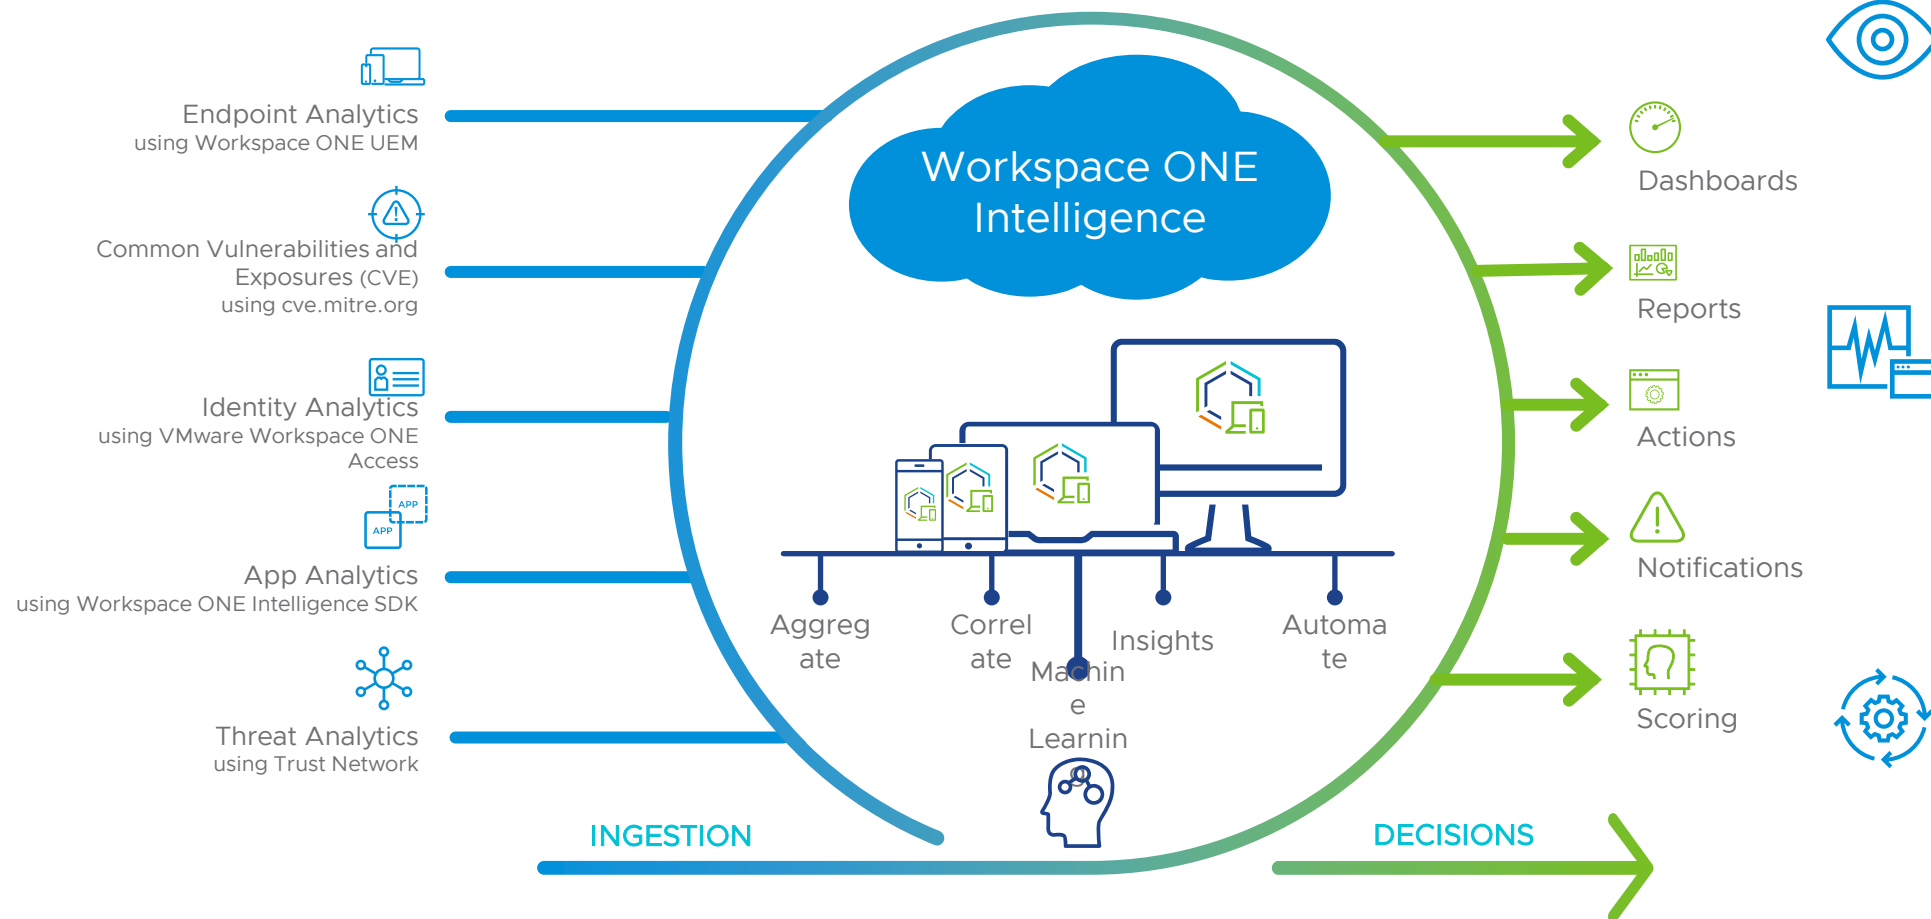 Endpoint Analytics
using Workspace ONE UEM
Common Vulnerabilities and
Exposures (CVE)
using cve.mitre.org
Identity Analytics
using VMware Workspace ONE
Access
APP
APP
App Analytics
using Workspace ONE Intelligence SDK
Threat Analytics
using Trust Network
Workspace ONE
Intelligence
Aggreg
ate
Correl
ate
Machin
e
Learnin
g
Insights
Automa
te
Dashboards
Reports
Actions
Notifications
Scoring
INGESTION
DECISIONS